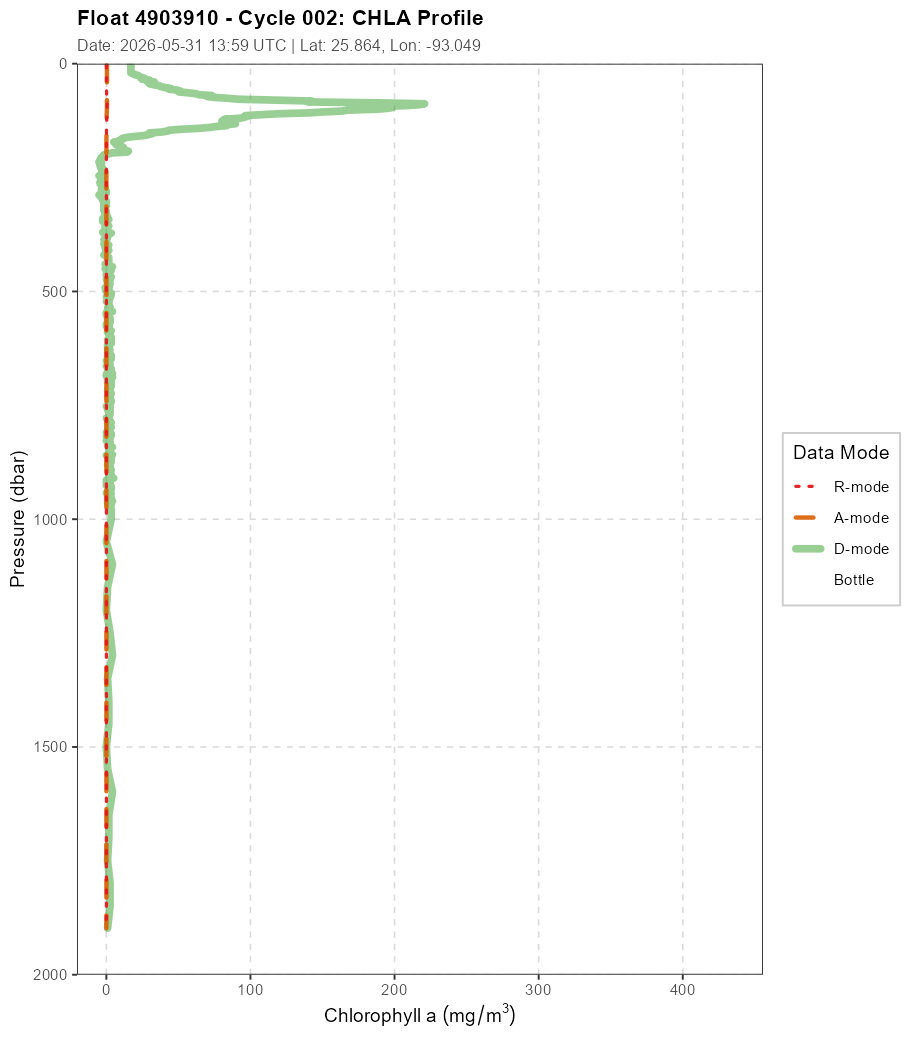 Float 4903910 - Cycle 002: CHLA Profile
Date: 2026-05-31 13:59 UTC | Lat: 25.864, Lon: -93.049
0
500
1000
1500
2000
Pressure (dbar)
0 100 200 300 400
Chlorophyll a (mg/m³)
Data Mode
R-mode
A-mode
D-mode
Bottle